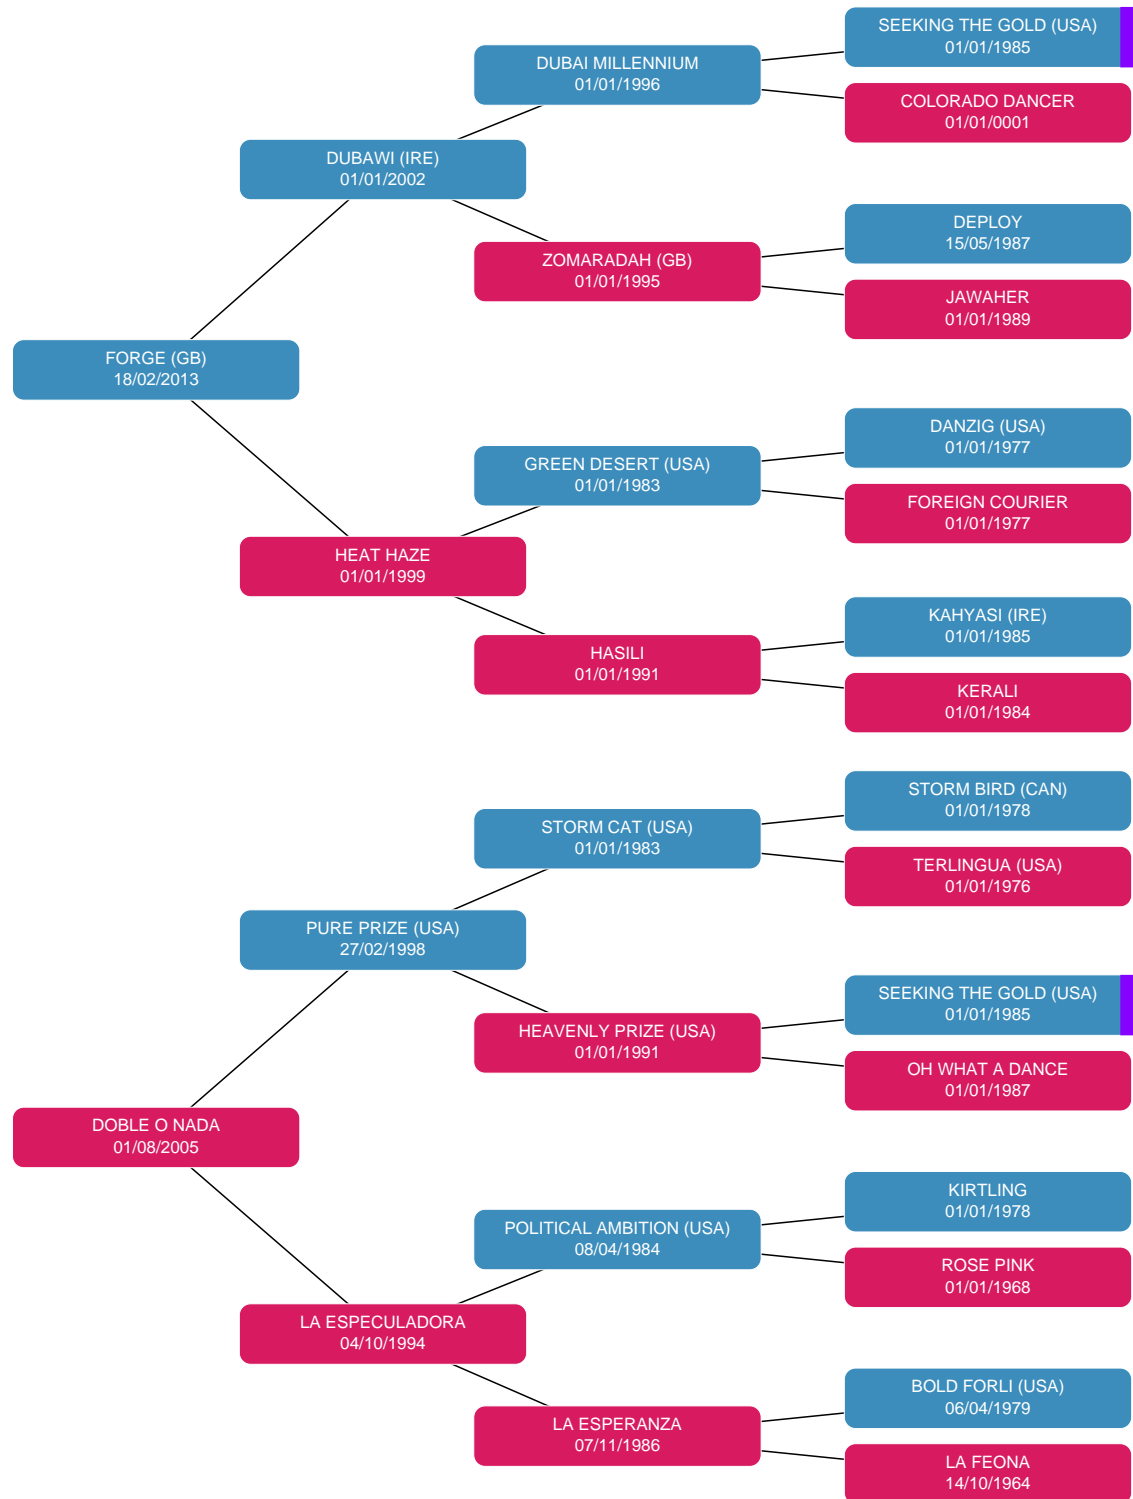 SEEKING THE GOLD (USA)
01/01/1985
DUBAI MILLENNIUM
01/01/1996
COLORADO DANCER
01/01/0001
DUBAWI (IRE)
01/01/2002
DEPLOY
15/05/1987
ZOMARADAH (GB)
01/01/1995
JAWAHER
01/01/1989
FORGE (GB)
18/02/2013
DANZIG (USA)
01/01/1977
GREEN DESERT (USA)
01/01/1983
FOREIGN COURIER
01/01/1977
HEAT HAZE
01/01/1999
KAHYASI (IRE)
01/01/1985
HASILI
01/01/1991
KERALI
01/01/1984
STORM BIRD (CAN)
01/01/1978
STORM CAT (USA)
01/01/1983
TERLINGUA (USA)
01/01/1976
PURE PRIZE (USA)
27/02/1998
SEEKING THE GOLD (USA)
01/01/1985
HEAVENLY PRIZE (USA)
01/01/1991
OH WHAT A DANCE
01/01/1987
DOBLE O NADA
01/08/2005
KIRTLING
01/01/1978
POLITICAL AMBITION (USA)
08/04/1984
ROSE PINK
01/01/1968
LA ESPECULADORA
04/10/1994
BOLD FORLI (USA)
06/04/1979
LA ESPERANZA
07/11/1986
LA FEONA
14/10/1964